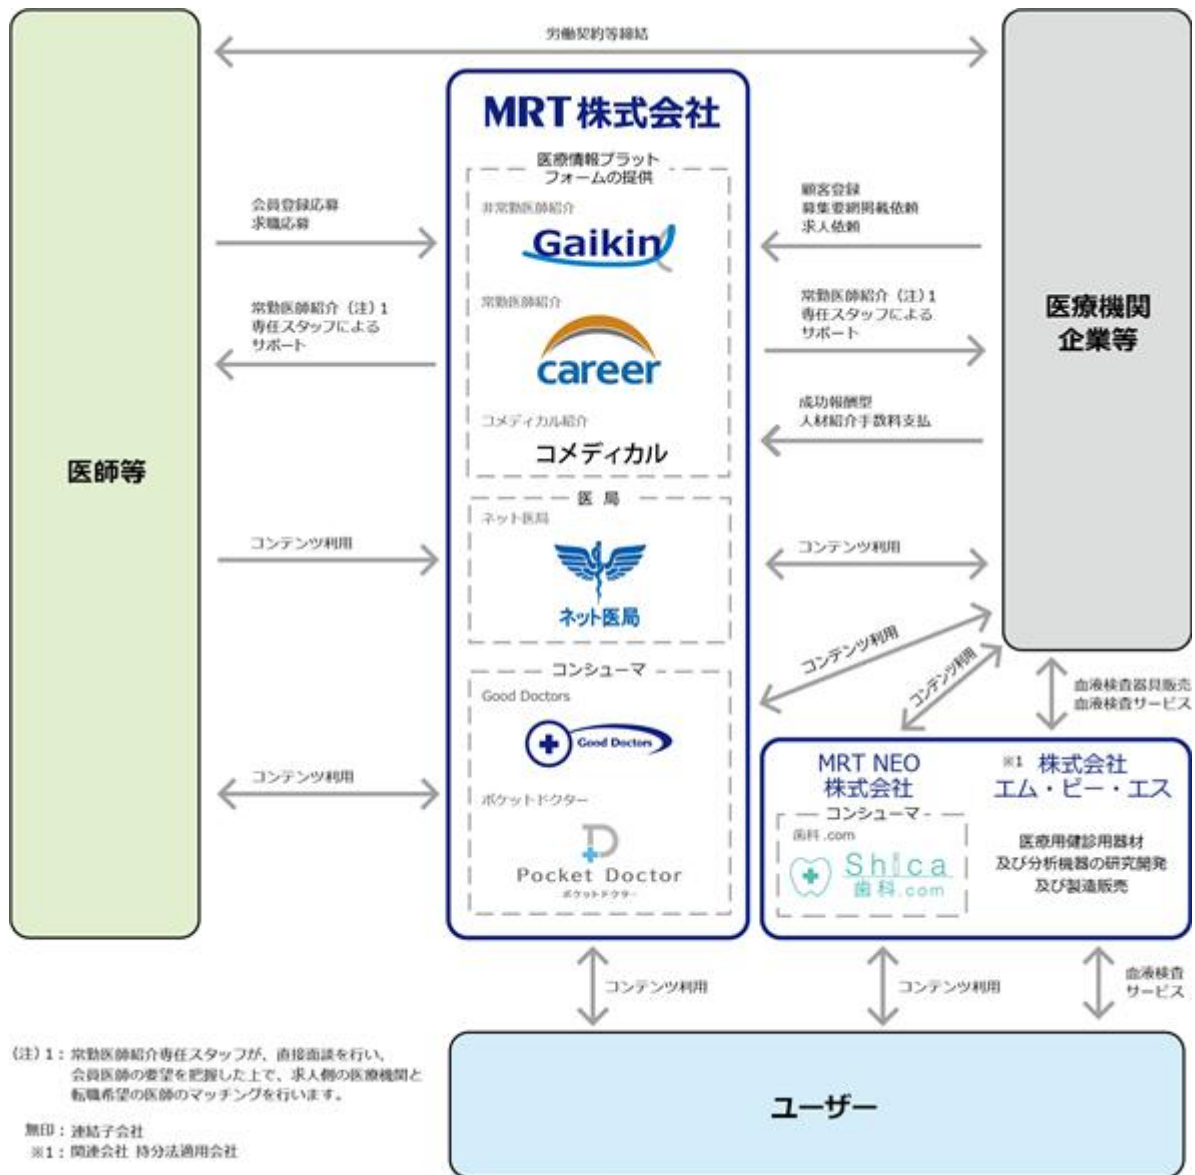 労働契約等締結
MRT株式会社
医療情報プラット
フォームの提供
非常勤医師紹介
Gaikin
常勤医師紹介
career
コメディカル紹介
コメディカル
医局
ネット医局
ネット医局
コンシューマ
Good Doctors
Good Doctors
ポケットドクター
Pocket Doctor
ポケットドクター
医師等
会員登録応募
求職応募
常勤医師紹介（注）1
専任スタッフによる
サポート
コンテンツ利用
コンテンツ利用
顧客登録
募集要綱掲載依頼
求人依頼
常勤医師紹介（注）1
専任スタッフによる
サポート
成功報酬型
人材紹介手数料支払
コンテンツ利用
コンテンツ利用
コンテンツ利用
医療機関
企業等
血液検査器具販売
血液検査サービス
MRT NEO
株式会社
コンシューマ
歯科.com
Shica
歯科.com
※1 株式会社
エム・ビー・エス
医療用健診用器材
及び分析機器の研究開発
及び製造販売
コンテンツ利用
コンテンツ利用
血液検査
サービス
ユーザー
(注) 1：常勤医師紹介専任スタッフが、直接面談を行い、
会員医師の要望を把握した上で、求人側の医療機関と
転職希望の医師のマッチングを行います。
無印：連結子会社
※1：関連会社 持分法適用会社